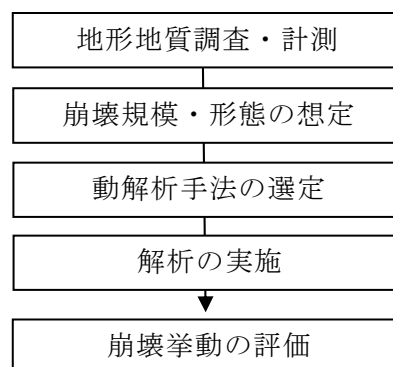 地形地質調査・計測
崩壊規模・形態の想定
動解析手法の選定
解析の実施
崩壊挙動の評価